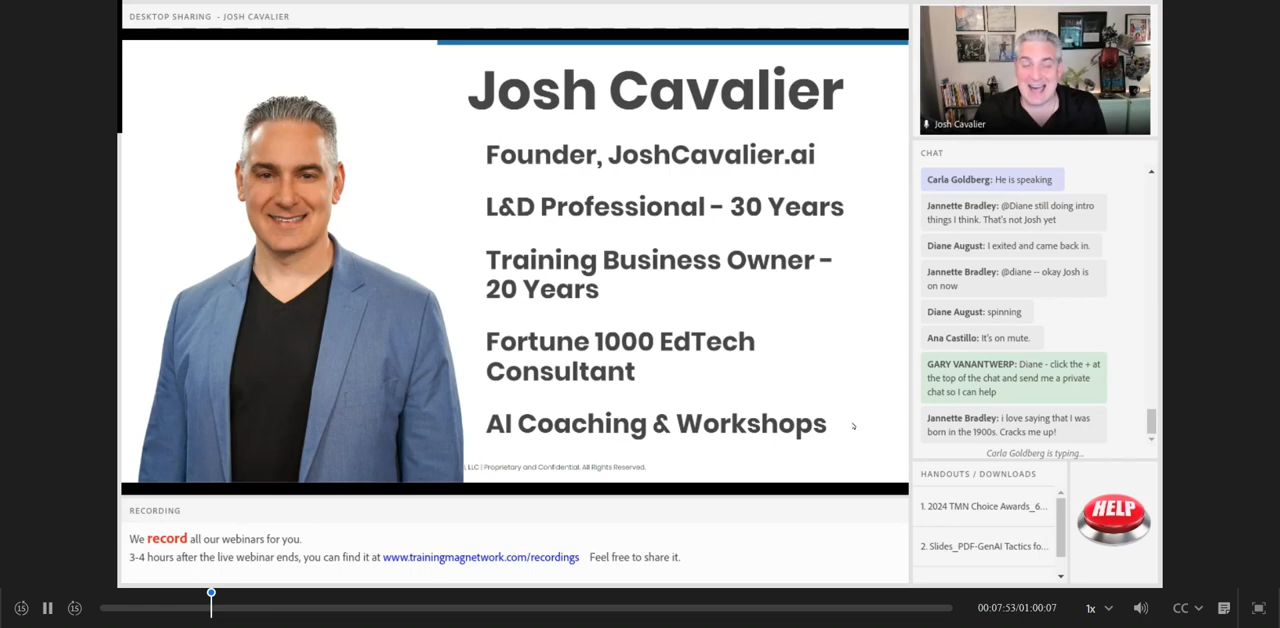 DESKTOP SHARING - JOSH CAVALIER
Josh Cavalier
Founder, JoshCavalier.ai
L&D Professional – 30 Years
Training Business Owner –
20 Years
Fortune 1000 EdTech
Consultant
AI Coaching & Workshops
LLC | Proprietary and Confidential. All Rights Reserved.
RECORDING
We record all our webinars for you.
3-4 hours after the live webinar ends, you can find it at www.trainingmagnetwork.com/recordings Feel free to share it.
Josh Cavalier
CHAT
Carla Goldberg: He is speaking
Jannette Bradley: @Diane still doing intro
things I think. That's not Josh yet
Diane August: I exited and came back in.
Jannette Bradley: @diane -- okay Josh is
on now
Diane August: spinning
Ana Castillo: It's on mute.
GARY VANANTWERP: Diane - click the + at
the top of the chat and send me a private
chat so I can help
Jannette Bradley: i love saying that I was
born in the 1900s. Cracks me up!
Carla Goldberg is typing...
HANDOUTS / DOWNLOADS
1. 2024 TMN Choice Awards_6...
2. Slides_PDF-GenAI Tactics fo...
HELP
15
15
00:07:53/01:00:07
1x
CC